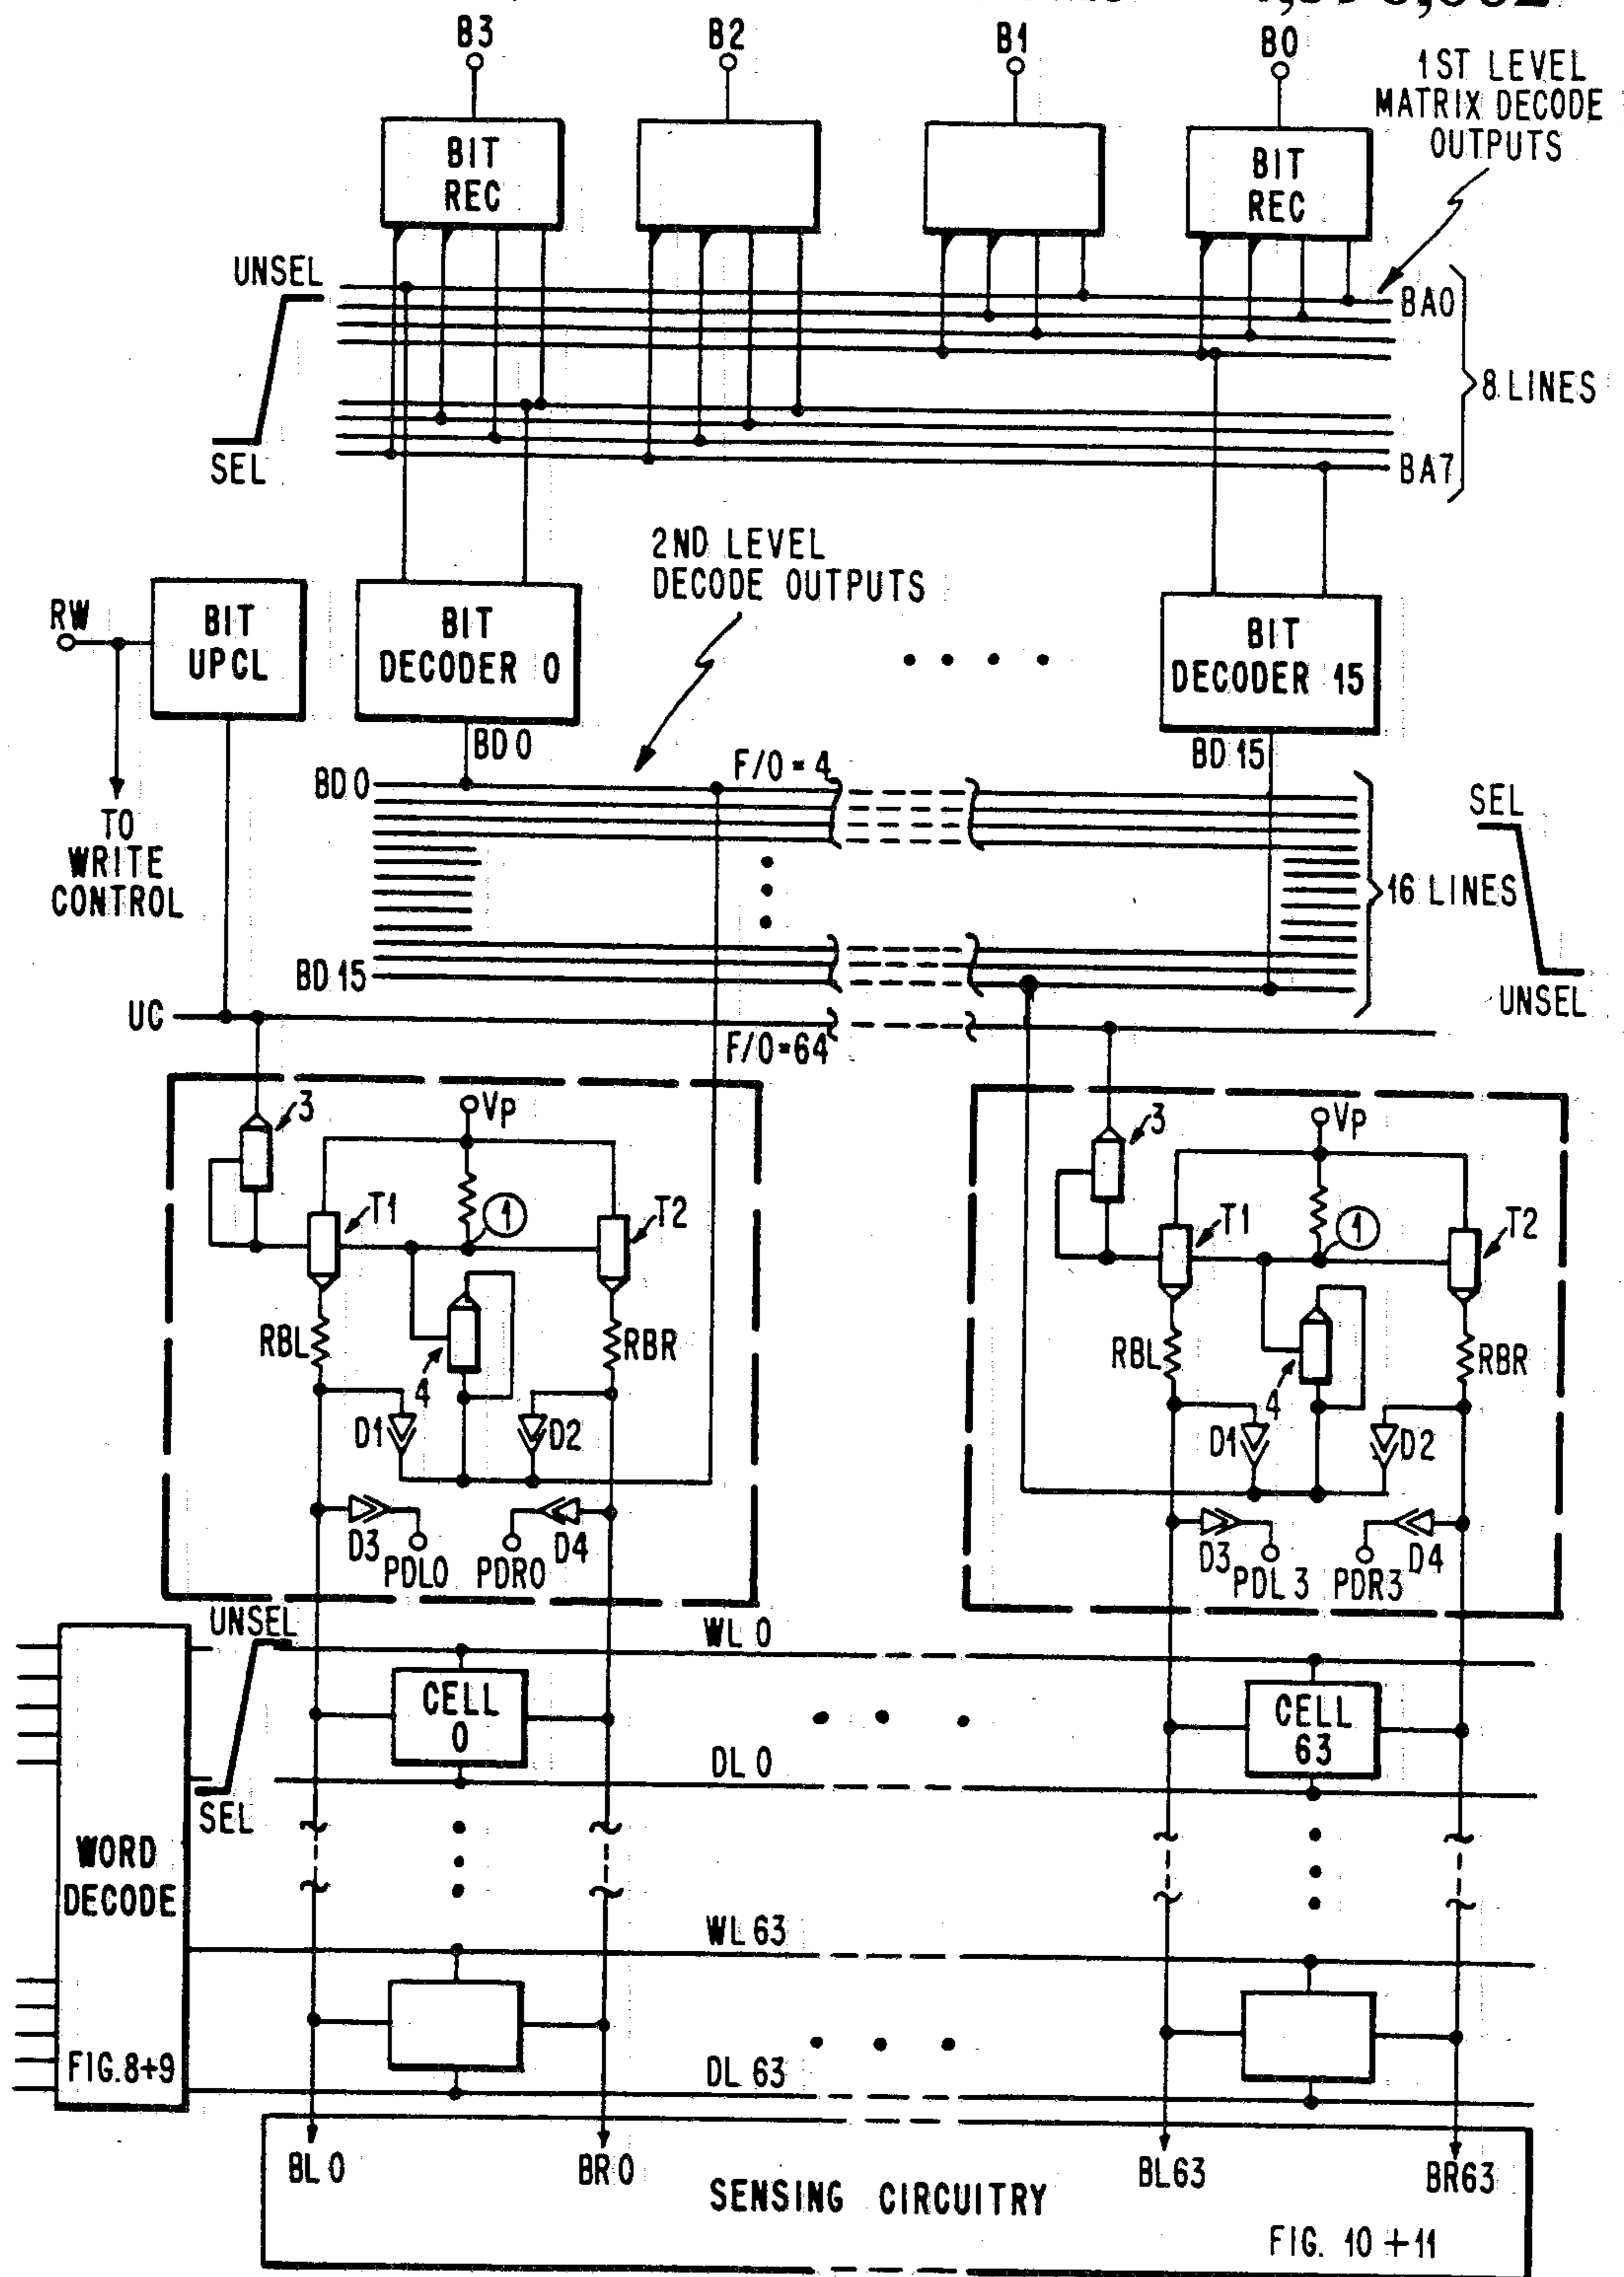 B3 B2 B1 B0
1ST LEVEL
MATRIX DECODE
OUTPUTS
BIT
REC
BIT
REC
UNSEL
BA0
8 LINES
SEL
BA7
2ND LEVEL
DECODE OUTPUTS
RW
BIT
UPCL
BIT
DECODER 0
BIT
DECODER 15
BD 0
F/O = 4
BD 15
BD 0
TO
WRITE
CONTROL
SEL
16 LINES
UNSEL
BD 15
UC
F/O=64
3
Vp
T1
1
T2
RBL
4
RBR
D1
D2
D3
PDL0
PDR0
D4
3
Vp
T1
1
T2
RBL
4
RBR
D1
D2
D3
PDL 3
PDR3
D4
UNSEL
WL 0
CELL
0
CELL
63
DL 0
SEL
WORD
DECODE
WL 63
FIG.8+9
DL 63
BL 0
BR 0
BL63
BR63
SENSING CIRCUITRY
FIG. 10 + 11